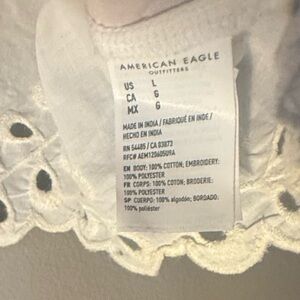 AMERICAN EAGLE
OUTFITTERS
US L
CA G
MX G
MADE IN INDIA / FABRIQUÉ EN INDE /
HECHO EN INDIA
RN 54485 / CA 03873
RFC# AEM120605U9A
EN BODY: 100% COTTON; EMBROIDERY:
100% POLYESTER
FR CORPS: 100% COTON; BRODERIE:
100% POLYESTER
SP CUERPO: 100% algodón; BORDADO:
100% poliéster